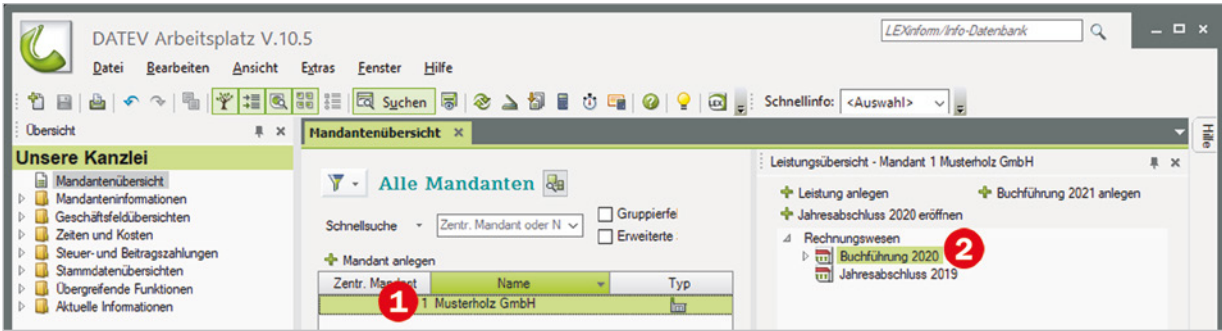 DATEV Arbeitsplatz V.10.5
LEXinform/Info-Datenbank
Datei Bearbeiten Ansicht Extras Fenster Hilfe
Suchen Schnellinfo: <Auswahl>
Übersicht
Unsere Kanzlei
Mandantenübersicht
Mandanteninformationen
Geschäftsfeldübersichten
Zeiten und Kosten
Steuer- und Beitragszahlungen
Stammdatenübersichten
Übergreifende Funktionen
Aktuelle Informationen
Mandantenübersicht
Alle Mandanten
Schnellsuche Zentr. Mandant oder N
Gruppierfel
Erweiterte
Mandant anlegen
Zentr. Mandant Name Typ
1 1 Musterholz GmbH
Leistungsübersicht - Mandant 1 Musterholz GmbH
Leistung anlegen Buchführung 2021 anlegen
Jahresabschluss 2020 eröffnen
Rechnungswesen
Buchführung 2020 2
Jahresabschluss 2019
Hilfe